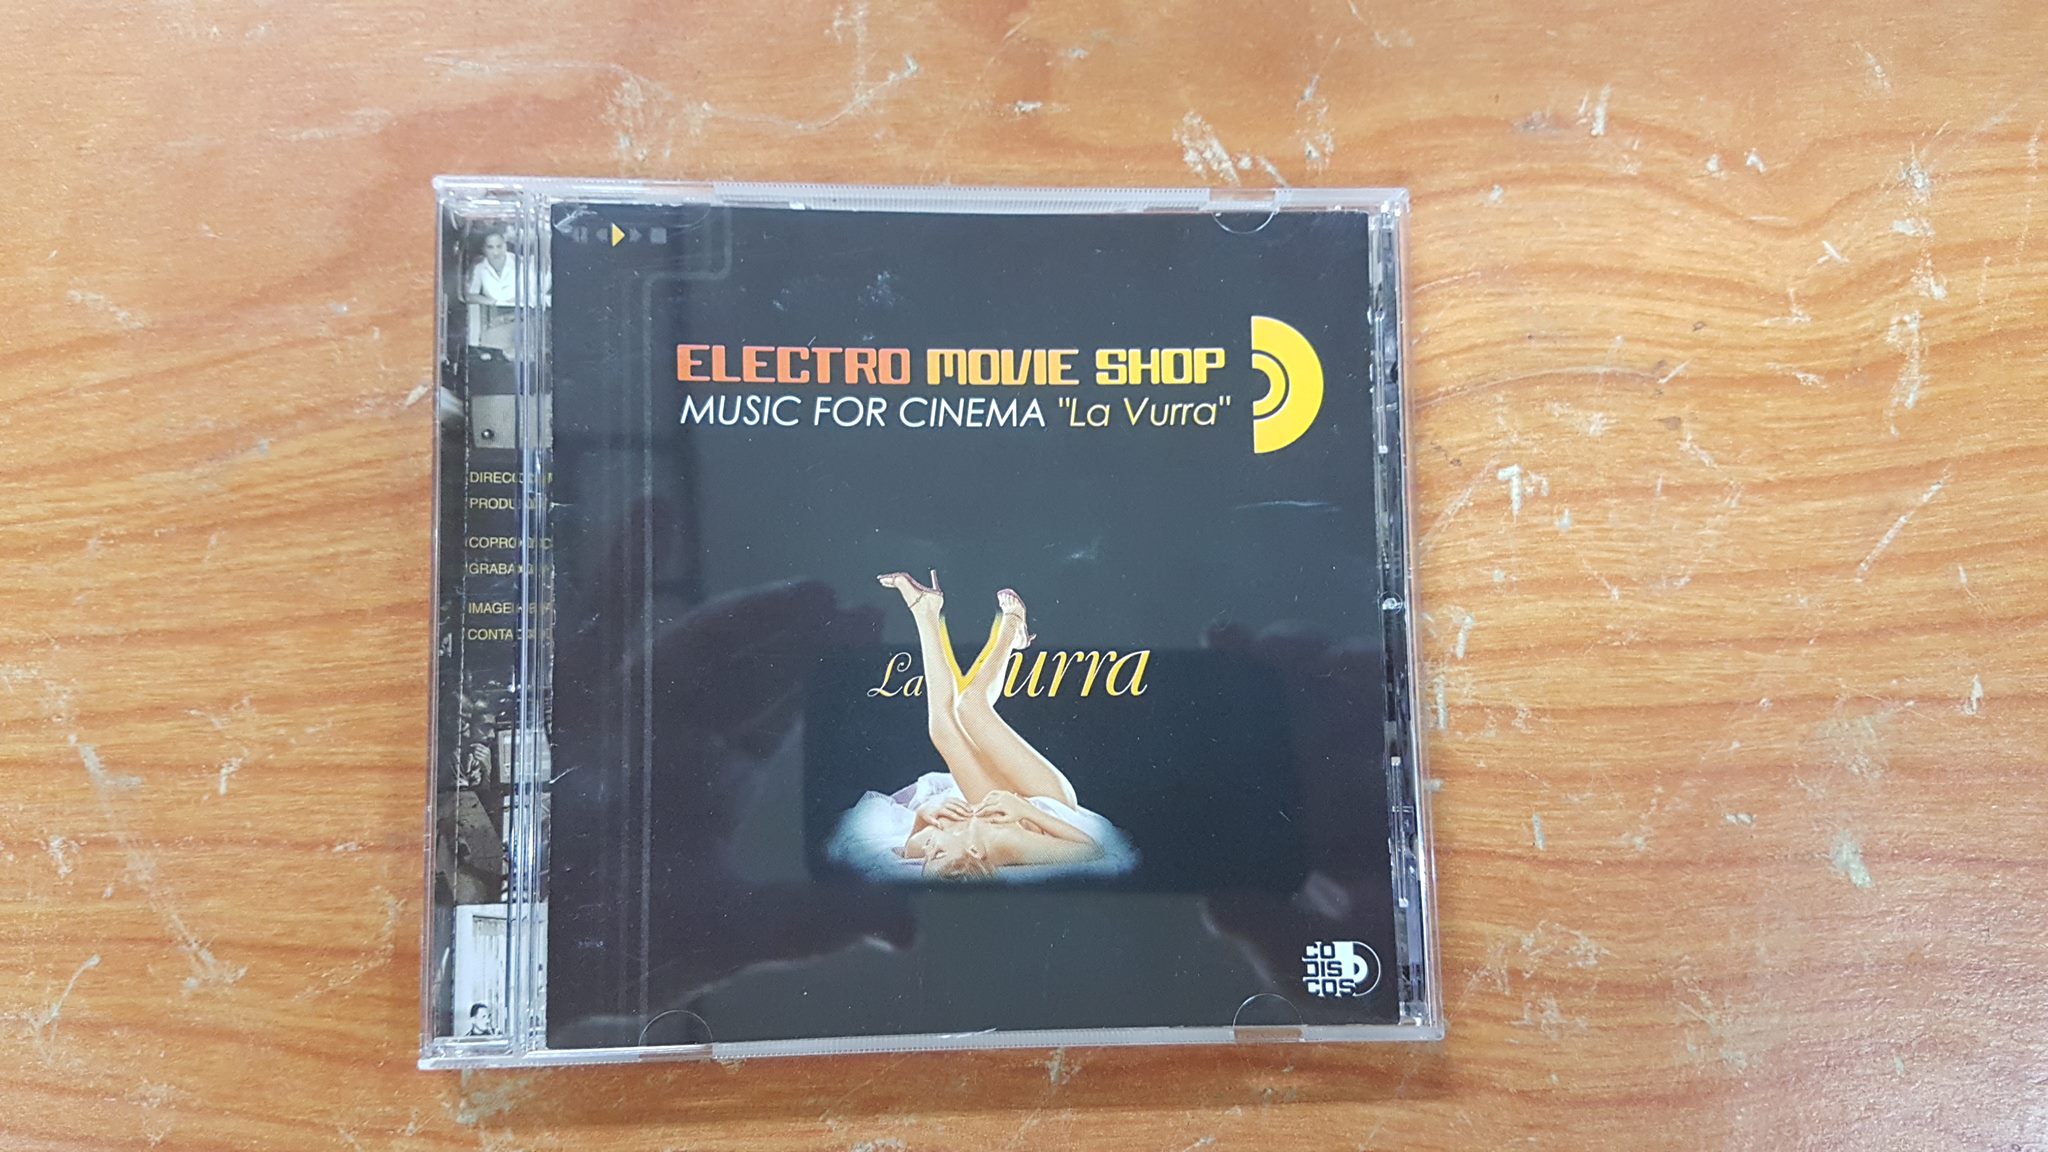 ELECTRO MOVIE SHOP
MUSIC FOR CINEMA "La Vurra"
La Vurra
CO
DIS
COS